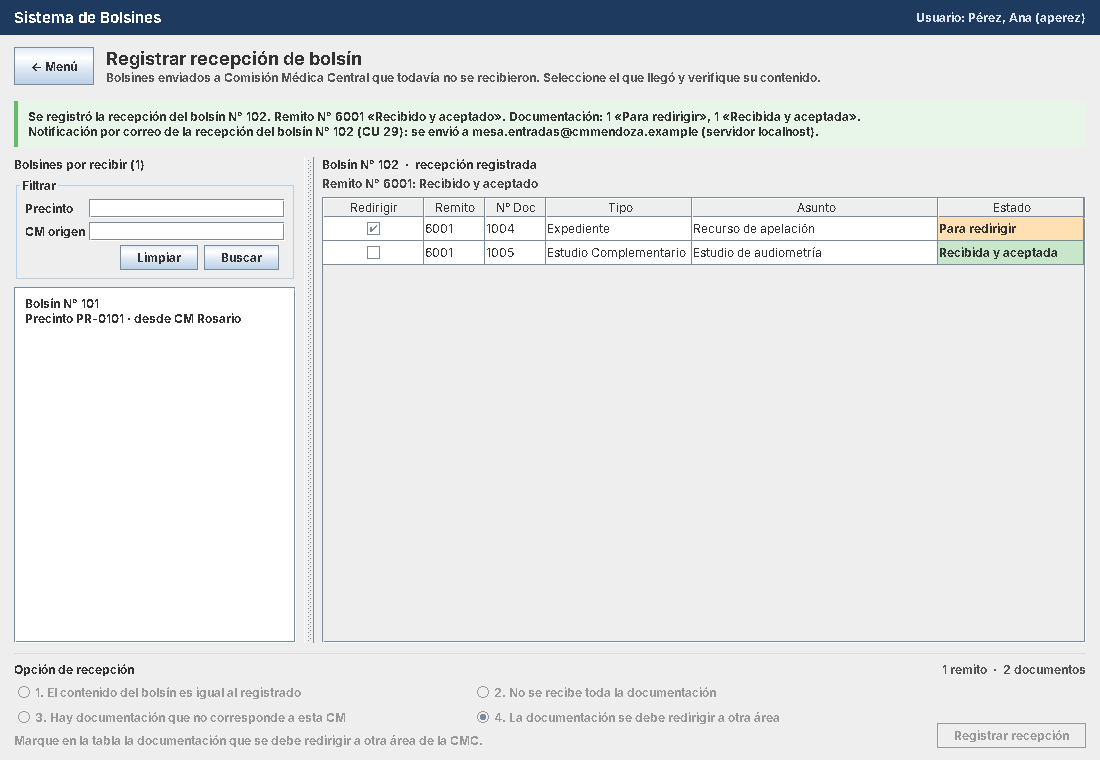 Sistema de Bolsines
Usuario: Pérez, Ana (aperez)
← Menú
Registrar recepción de bolsín
Bolsines enviados a Comisión Médica Central que todavía no se recibieron. Seleccione el que llegó y verifique su contenido.
Se registró la recepción del bolsín N° 102. Remito N° 6001 «Recibido y aceptado». Documentación: 1 «Para redirigir», 1 «Recibida y aceptada».
Notificación por correo de la recepción del bolsín N° 102 (CU 29): se envió a mesa.entradas@cmmendoza.example (servidor localhost).
Bolsines por recibir (1)
Filtrar
Precinto
CM origen
Limpiar Buscar
Bolsín N° 101
Precinto PR-0101 · desde CM Rosario
Bolsín N° 102 · recepción registrada
Remito N° 6001: Recibido y aceptado
Redirigir Remito N° Doc Tipo Asunto Estado
6001 1004 Expediente Recurso de apelación Para redirigir
6001 1005 Estudio Complementario Estudio de audiometría Recibida y aceptada
Opción de recepción
1 remito · 2 documentos
1. El contenido del bolsín es igual al registrado
2. No se recibe toda la documentación
3. Hay documentación que no corresponde a esta CM
4. La documentación se debe redirigir a otra área
Marque en la tabla la documentación que se debe redirigir a otra área de la CMC.
Registrar recepción